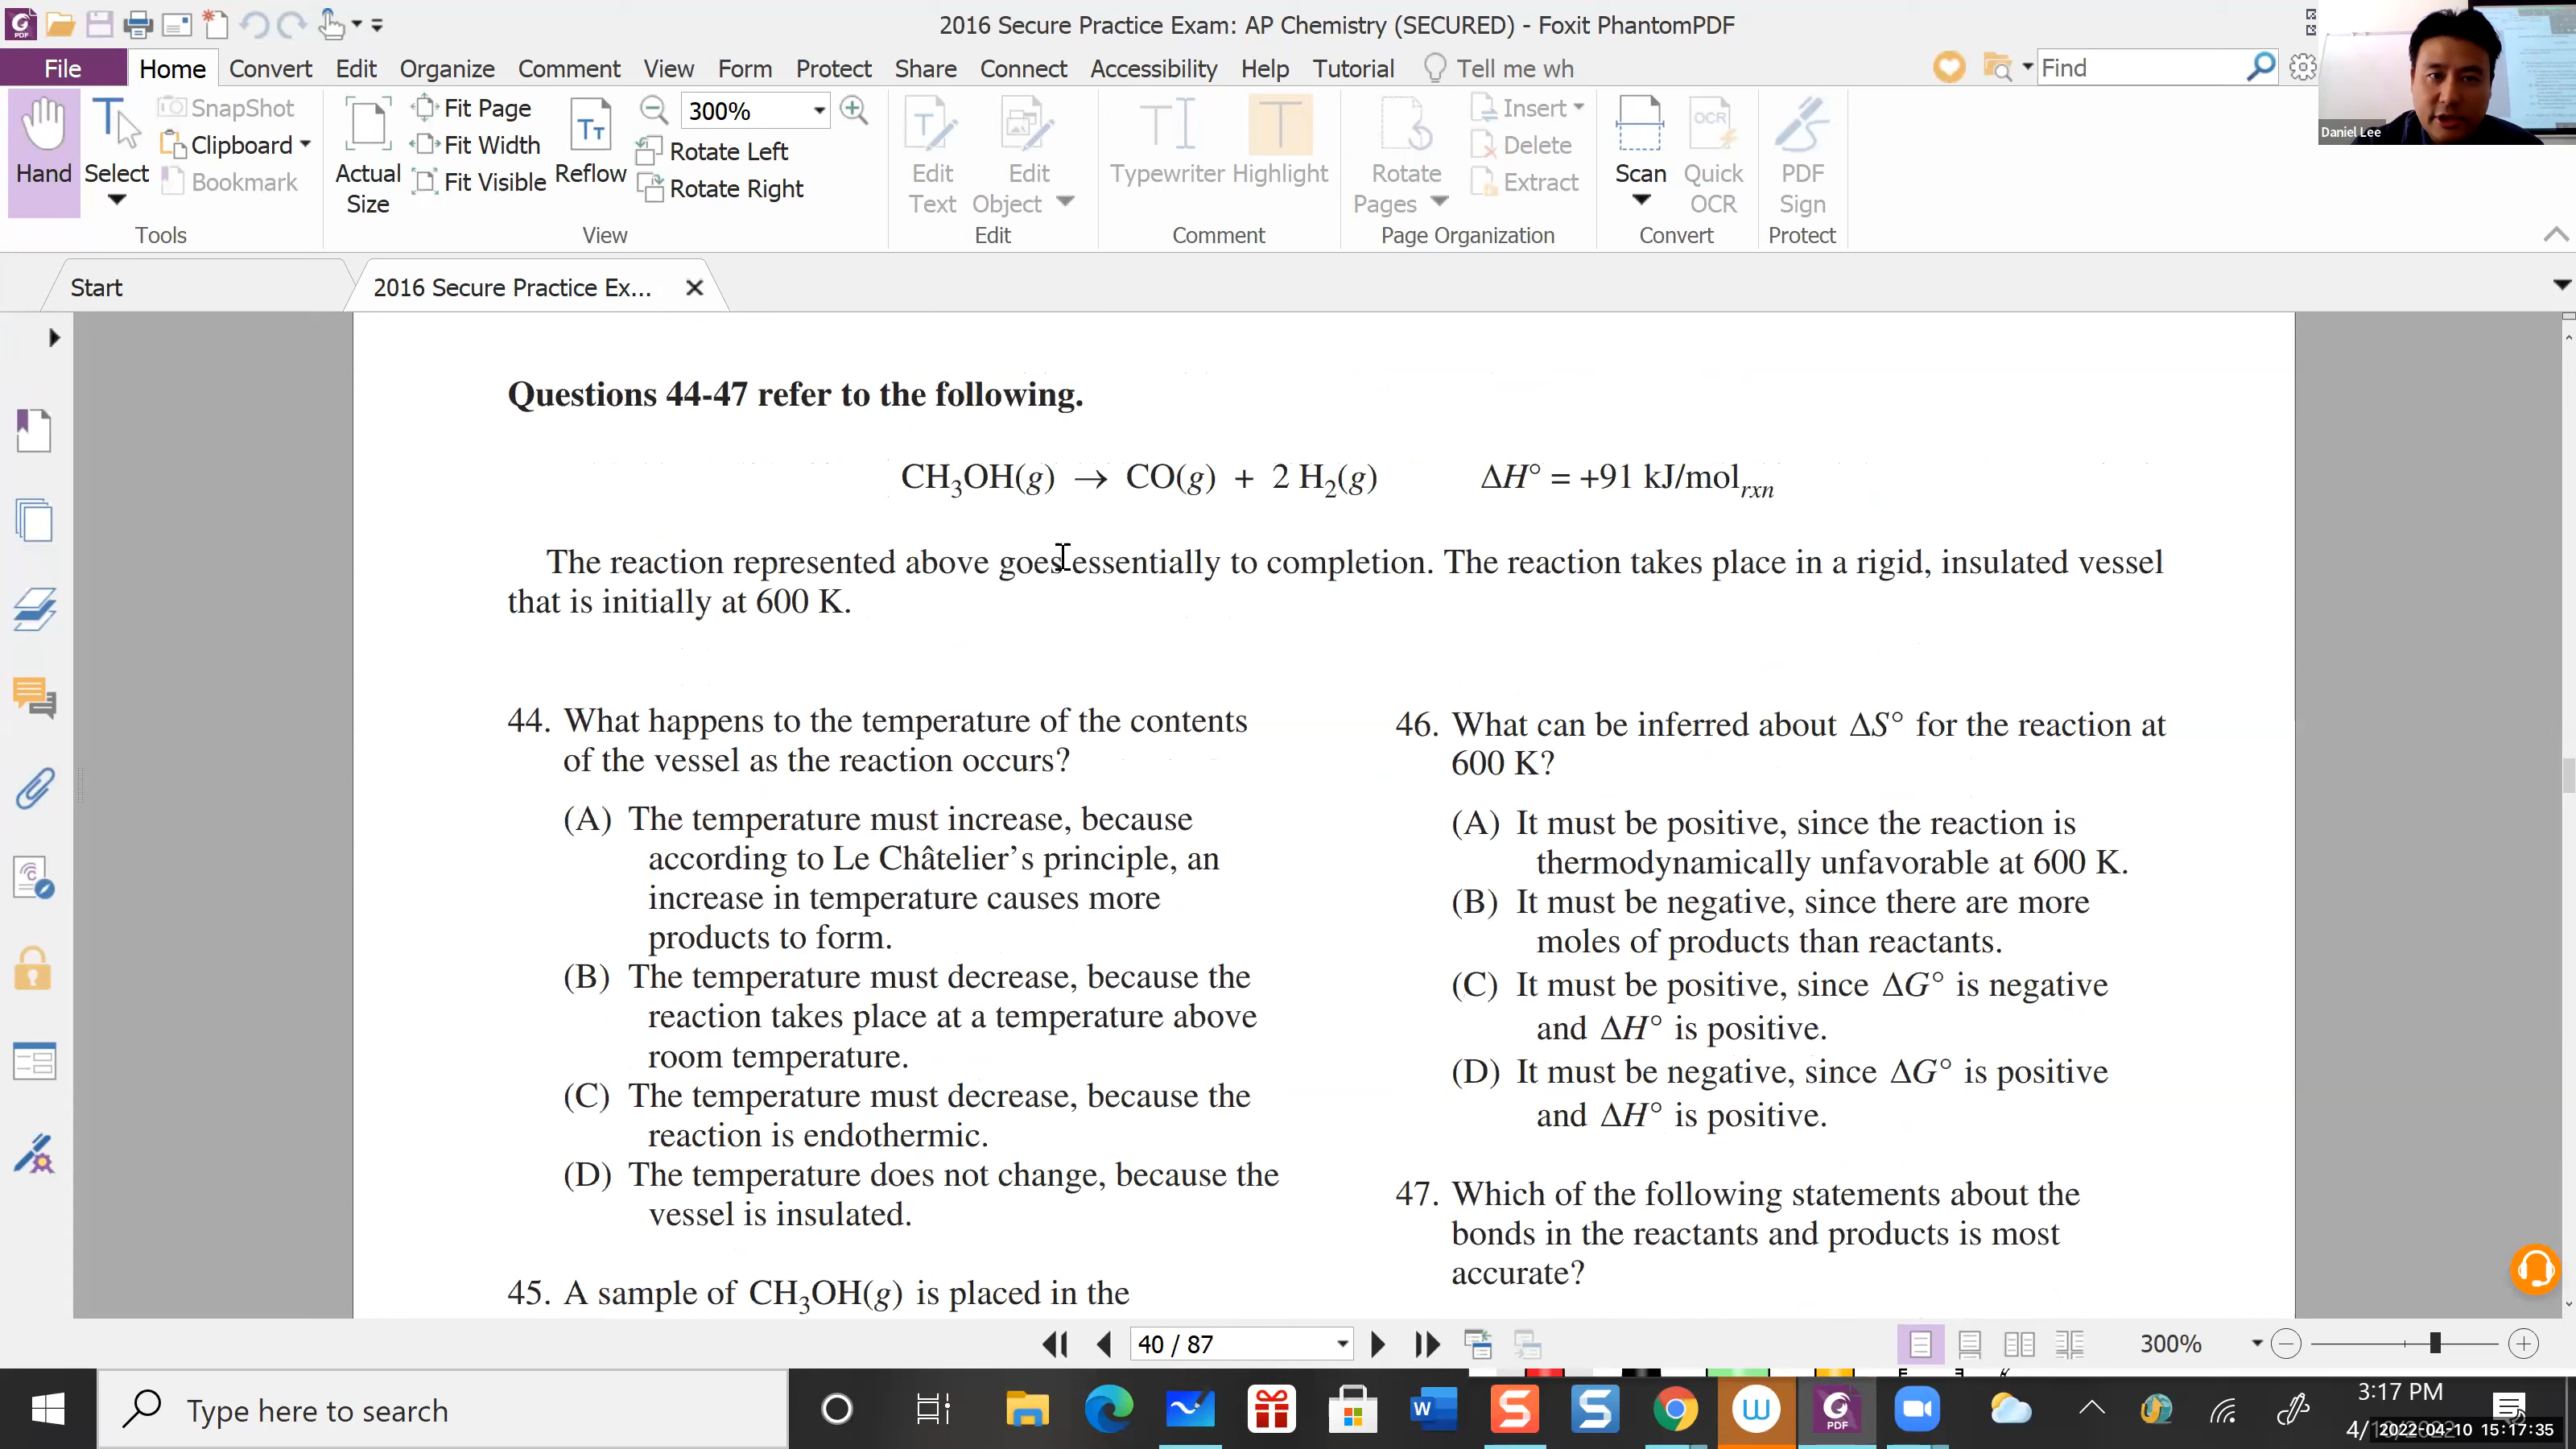 2016 Secure Practice Exam: AP Chemistry (SECURED) - Foxit PhantomPDF
File Home Convert Edit Organize Comment View Form Protect Share Connect Accessibility Help Tutorial Tell me wh Find
Daniel Lee
Hand
Select
SnapShot
Clipboard
Bookmark
Tools
Actual Size
Fit Page
Fit Width
Fit Visible
Reflow
300%
Rotate Left
Rotate Right
View
Edit Text
Edit Object
Edit
Typewriter
Highlight
Comment
Rotate Pages
Insert
Delete
Extract
Page Organization
Scan
Quick OCR
Convert
PDF Sign
Protect
Start
2016 Secure Practice Ex...
Questions 44-47 refer to the following.
CH₃OH(g) → CO(g) + 2 H₂(g) ΔH° = +91 kJ/molrxn
The reaction represented above goes essentially to completion. The reaction takes place in a rigid, insulated vessel
that is initially at 600 K.
44. What happens to the temperature of the contents
of the vessel as the reaction occurs?
(A) The temperature must increase, because
according to Le Châtelier's principle, an
increase in temperature causes more
products to form.
(B) The temperature must decrease, because the
reaction takes place at a temperature above
room temperature.
(C) The temperature must decrease, because the
reaction is endothermic.
(D) The temperature does not change, because the
vessel is insulated.
45. A sample of CH₃OH(g) is placed in the
46. What can be inferred about ΔS° for the reaction at
600 K?
(A) It must be positive, since the reaction is
thermodynamically unfavorable at 600 K.
(B) It must be negative, since there are more
moles of products than reactants.
(C) It must be positive, since ΔG° is negative
and ΔH° is positive.
(D) It must be negative, since ΔG° is positive
and ΔH° is positive.
47. Which of the following statements about the
bonds in the reactants and products is most
accurate?
40 / 87
300%
Type here to search
3:17 PM
2022-04-10 15:17:35